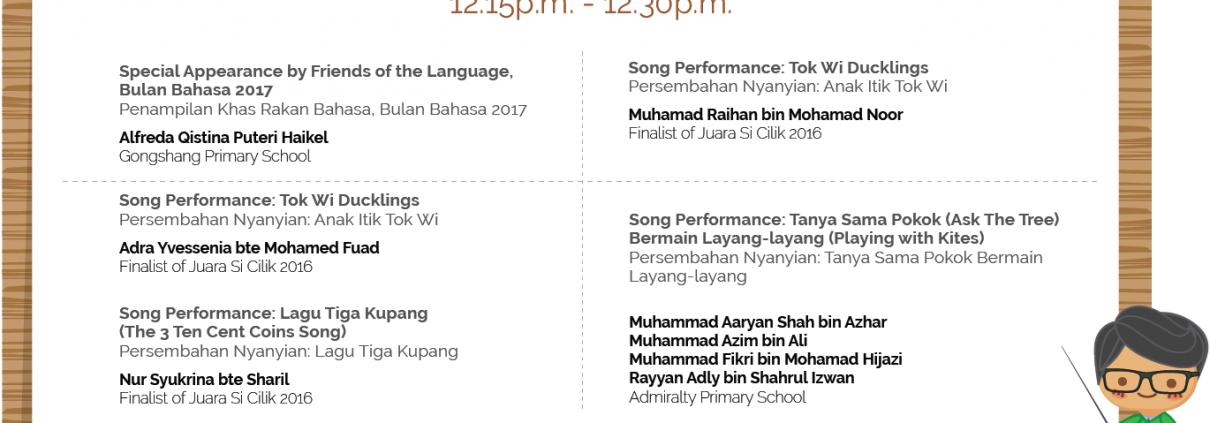 12.15p.m. - 12.30p.m.
Special Appearance by Friends of the Language,
Bulan Bahasa 2017
Penampilan Khas Rakan Bahasa, Bulan Bahasa 2017
Alfreda Qistina Puteri Haikel
Gongshang Primary School
Song Performance: Tok Wi Ducklings
Persembahan Nyanyian: Anak Itik Tok Wi
Muhamad Raihan bin Mohamad Noor
Finalist of Juara Si Cilik 2016
Song Performance: Tok Wi Ducklings
Persembahan Nyanyian: Anak Itik Tok Wi
Adra Yvessenia bte Mohamed Fuad
Finalist of Juara Si Cilik 2016
Song Performance: Lagu Tiga Kupang
(The 3 Ten Cent Coins Song)
Persembahan Nyanyian: Lagu Tiga Kupang
Nur Syukrina bte Sharil
Finalist of Juara Si Cilik 2016
Song Performance: Tanya Sama Pokok (Ask The Tree)
Bermain Layang-layang (Playing with Kites)
Persembahan Nyanyian: Tanya Sama Pokok Bermain
Layang-layang
Muhammad Aaryan Shah bin Azhar
Muhammad Azim bin Ali
Muhammad Fikri bin Mohamad Hijazi
Rayyan Adly bin Shahrul Izwan
Admiralty Primary School